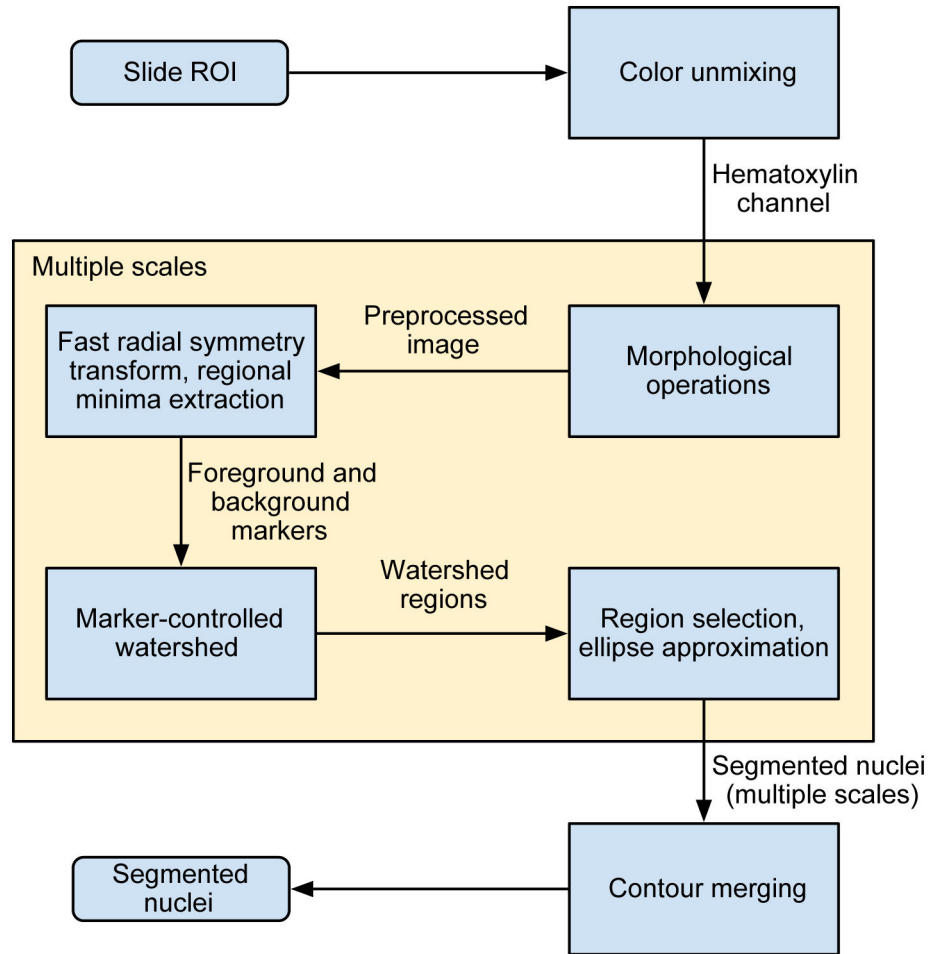 Slide ROI
Color unmixing
Hematoxylin
channel
Multiple scales
Morphological
operations
Preprocessed
image
Fast radial symmetry
transform, regional
minima extraction
Foreground and
background
markers
Marker-controlled
watershed
Watershed
regions
Region selection,
ellipse approximation
Segmented nuclei
(multiple scales)
Contour merging
Segmented
nuclei